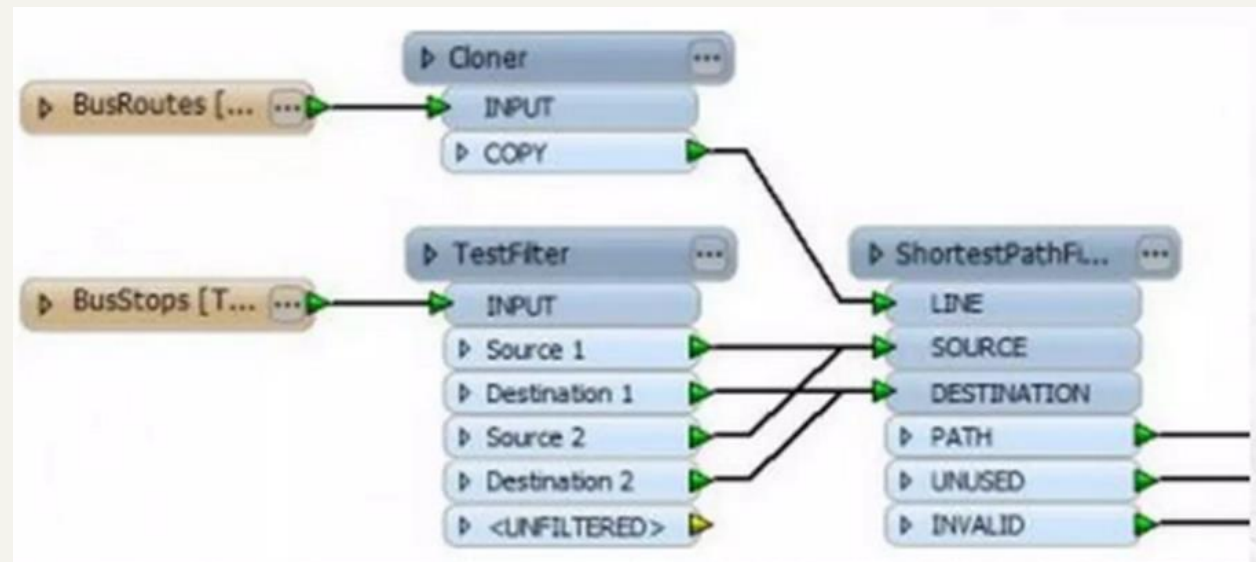 Cloner
...
BusRoutes [... ...
INPUT
COPY
TestFilter
...
ShortestPathFi... ...
BusStops [T... ...
INPUT
Source 1
Destination 1
Source 2
Destination 2
<UNFILTERED>
LINE
SOURCE
DESTINATION
PATH
UNUSED
INVALID